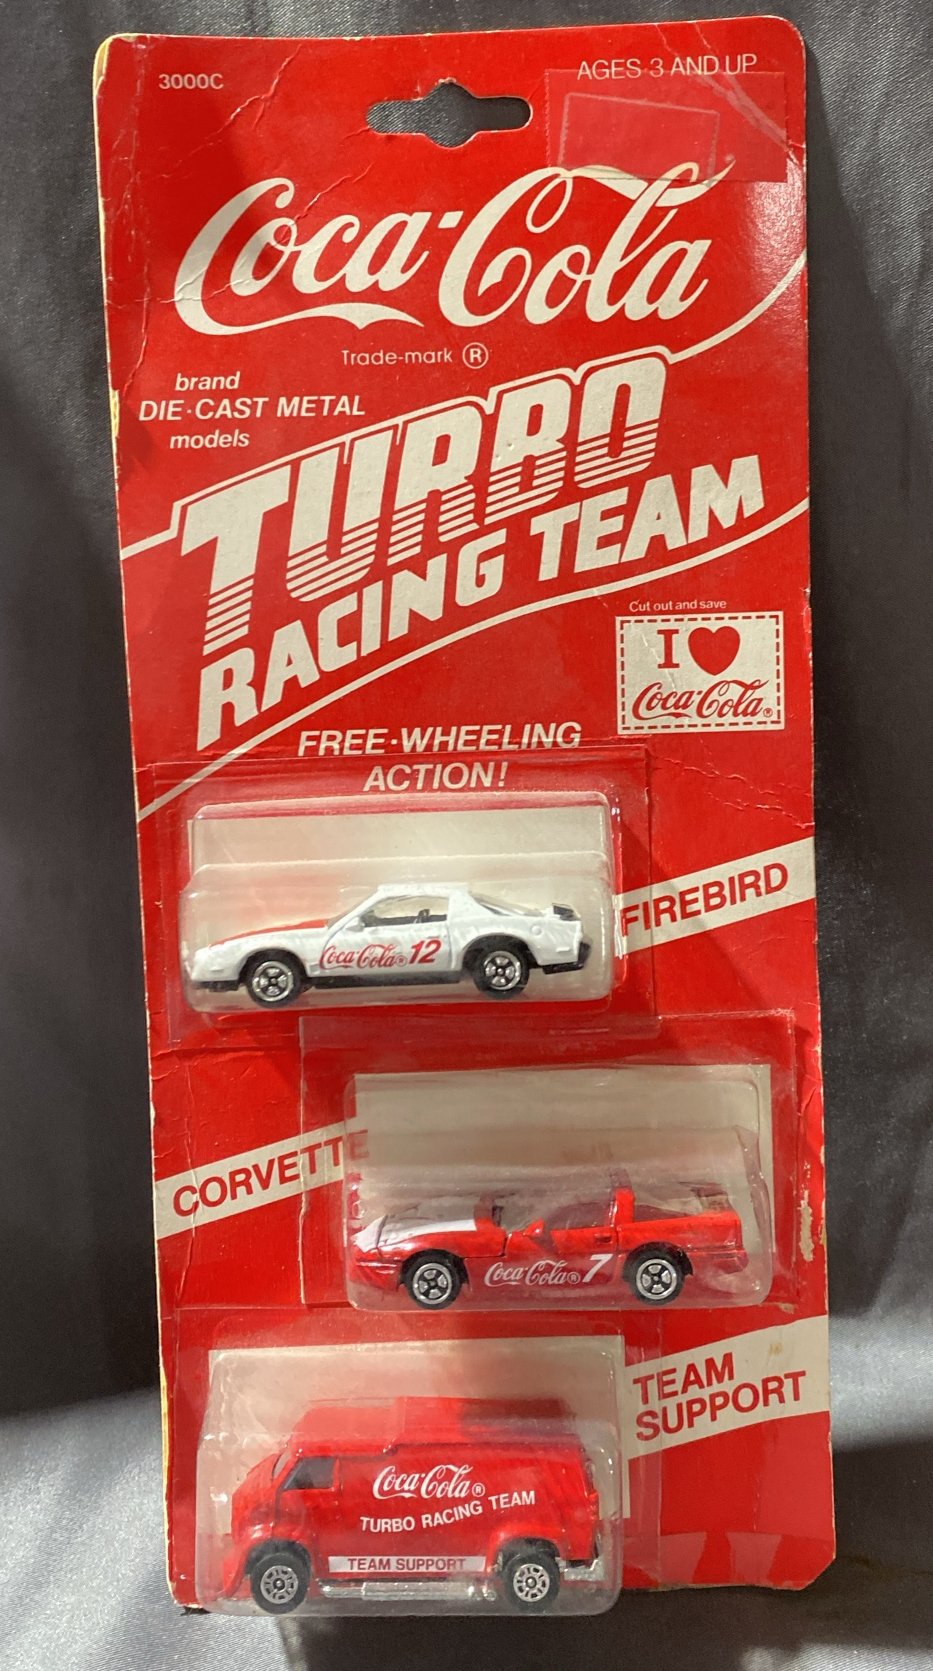 3000C
AGES 3 AND UP
Coca-Cola
Trade-mark ®
brand
DIE·CAST METAL
models
TURBO
RACING TEAM
Cut out and save
I ♥
Coca-Cola®
FREE·WHEELING
ACTION!
FIREBIRD
Coca-Cola® 12
CORVETTE
Coca-Cola® 7
TEAM
SUPPORT
Coca-Cola®
TURBO RACING TEAM
TEAM SUPPORT